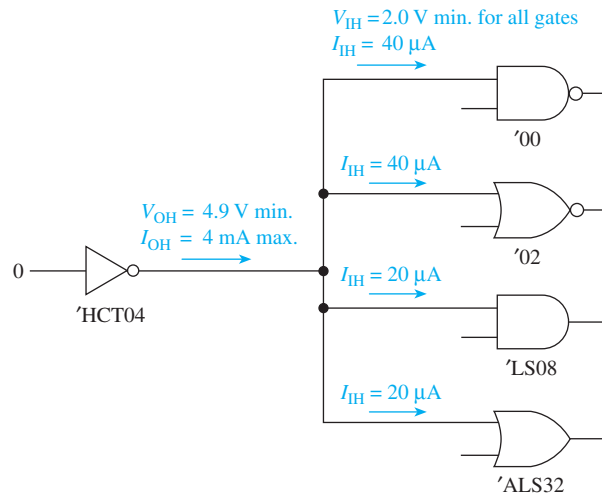 V_IH = 2.0 V min. for all gates
I_IH = 40 μA
′00
I_IH = 40 μA
V_OH = 4.9 V min.
I_OH = 4 mA max.
′02
0
I_IH = 20 μA
′HCT04
′LS08
I_IH = 20 μA
′ALS32